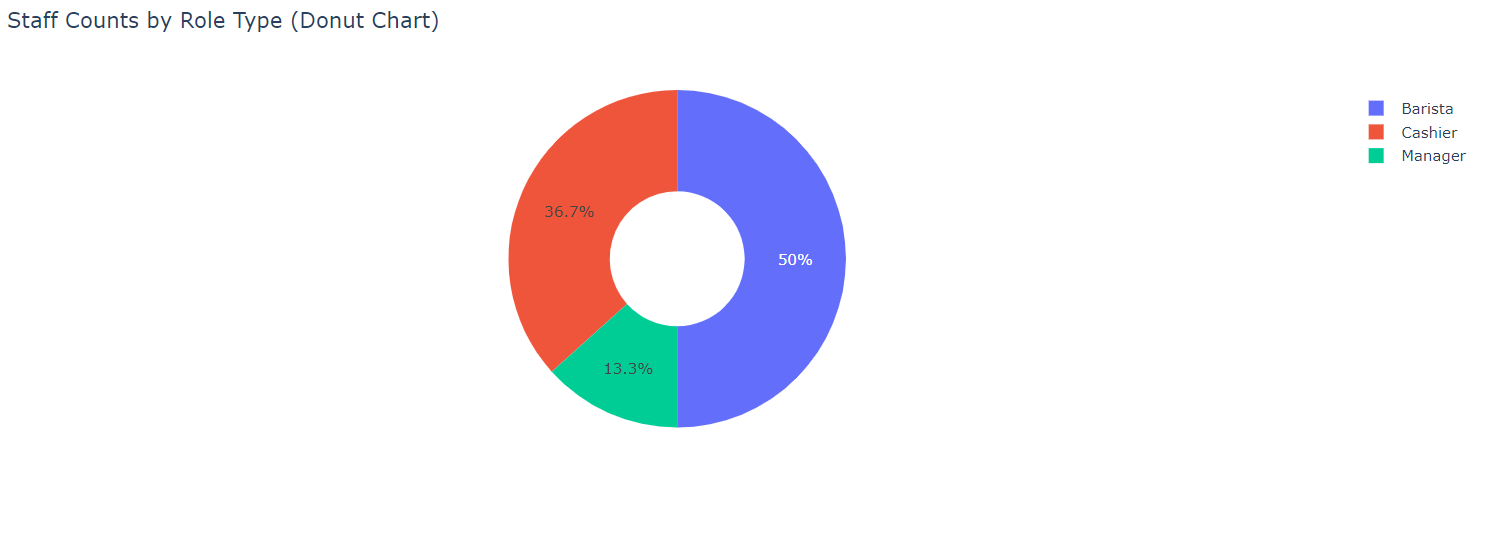 Staff Counts by Role Type (Donut Chart)
Barista
Cashier
Manager
36.7%
50%
13.3%